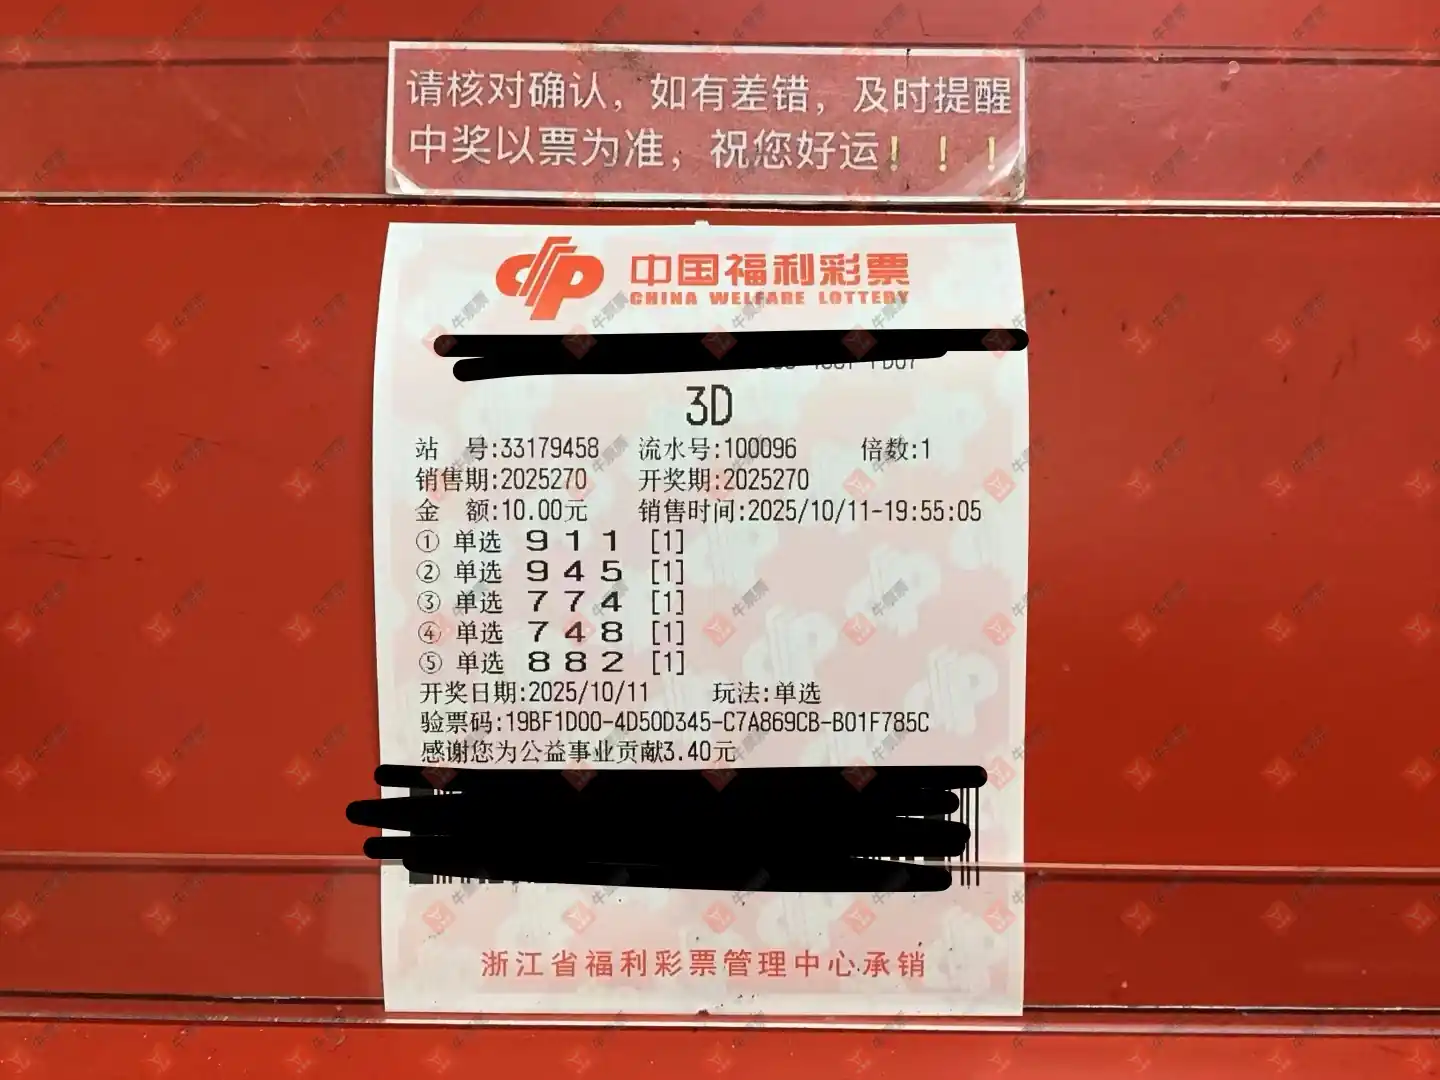 请核对确认，如有差错，及时提醒
中奖以票为准，祝您好运！！！
中国福利彩票
CHINA WELFARE LOTTERY
3D
站 号:33179458 流水号:100096 倍数:1
销售期:2025270 开奖期:2025270
金 额:10.00元 销售时间:2025/10/11-19:55:05
① 单选 9 1 1 [1]
② 单选 9 4 5 [1]
③ 单选 7 7 4 [1]
④ 单选 7 4 8 [1]
⑤ 单选 8 8 2 [1]
开奖日期:2025/10/11 玩法:单选
验票码:19BF1D00-4D50D345-C7A869CB-B01F785C
感谢您为公益事业贡献3.40元
浙江省福利彩票管理中心承销
牛票票